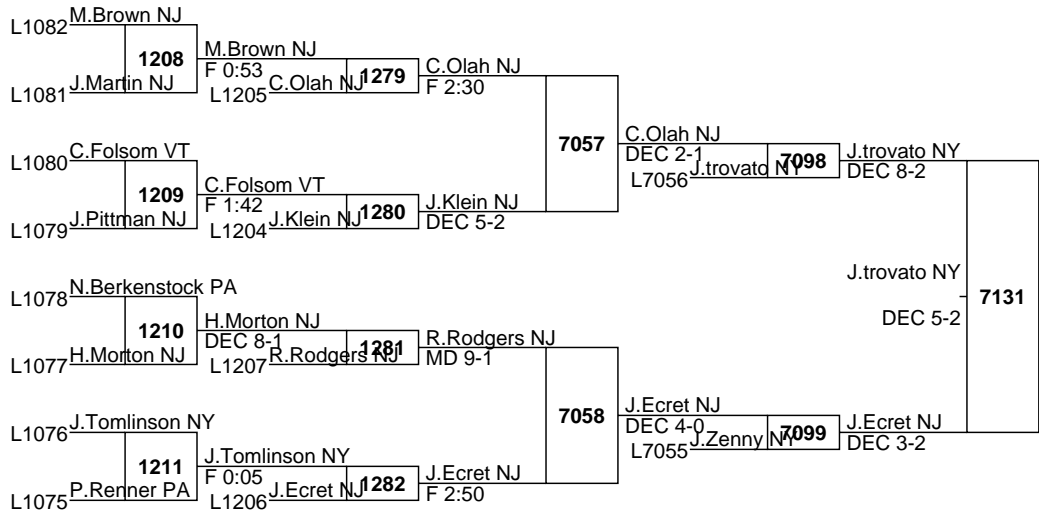 L1082 M.Brown NJ
1208 M.Brown NJ
F 0:53 C.Olah NJ 1279 C.Olah NJ
L1081 J.Martin NJ L1205 F 2:30
7057 C.Olah NJ
DEC 2-1
L1080 C.Folsom VT L7056 J.trovato NY 7098 J.trovato NY
DEC 8-2
1209 C.Folsom VT
F 1:42 J.Klein NJ 1280 J.Klein NJ
L1079 J.Pittman NJ L1204 DEC 5-2
J.trovato NY
L1078 N.Berkenstock PA 7131
DEC 5-2
1210 H.Morton NJ
DEC 8-1 R.Rodgers NJ 1281 R.Rodgers NJ
L1077 H.Morton NJ L1207 MD 9-1
7058 J.Ecret NJ
DEC 4-0
L1076 J.Tomlinson NY L7055 J.Zenny NY 7099 J.Ecret NJ
DEC 3-2
1211 J.Tomlinson NY
F 0:05 J.Ecret NJ 1282 J.Ecret NJ
L1075 P.Renner PA L1206 F 2:50